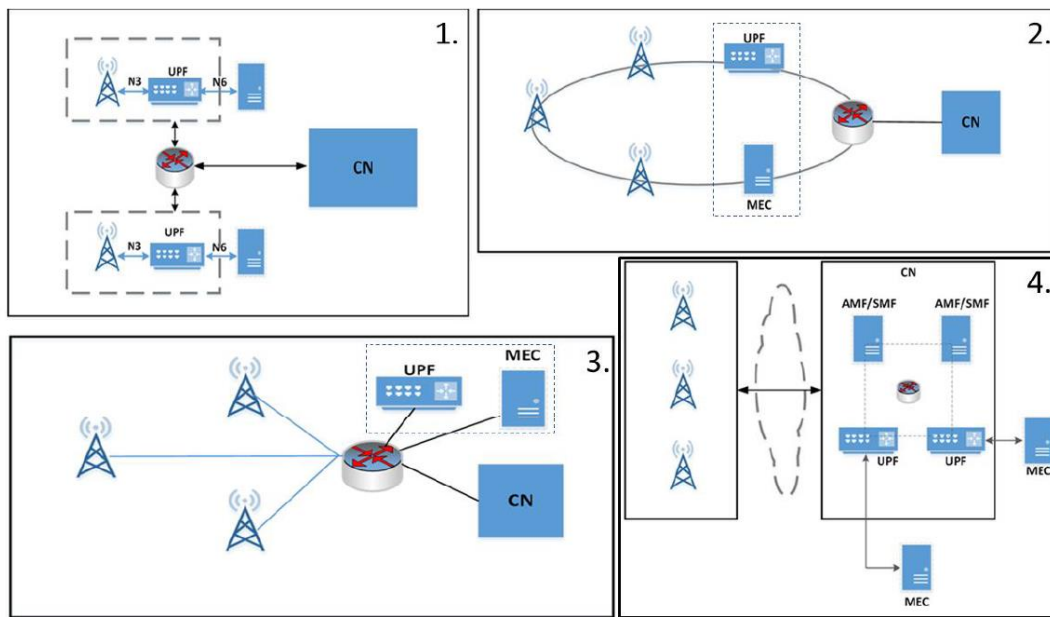 1.
UPF
N3
N6
CN
UPF
N3
N6
2.
UPF
CN
MEC
3.
MEC
UPF
CN
4.
CN
AMF/SMF AMF/SMF
UPF UPF
MEC
MEC